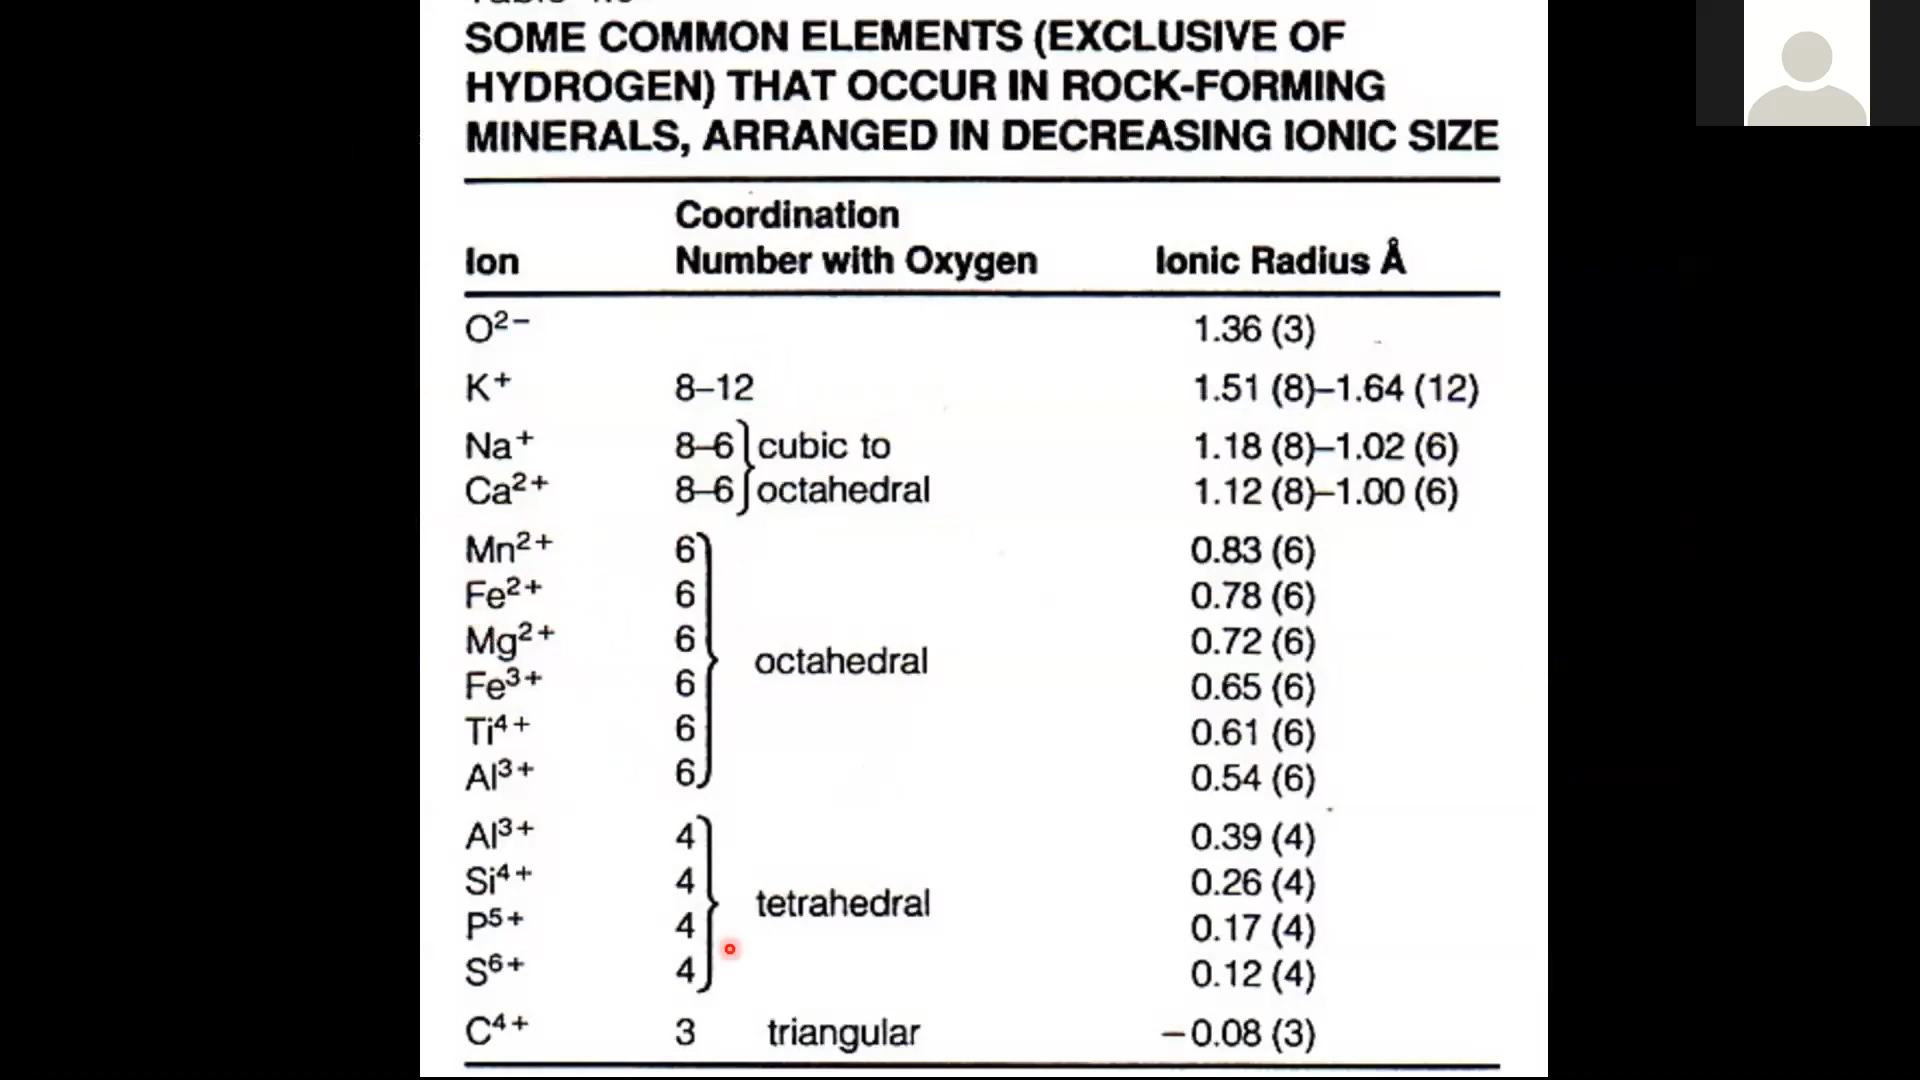 SOME COMMON ELEMENTS (EXCLUSIVE OF
HYDROGEN) THAT OCCUR IN ROCK-FORMING
MINERALS, ARRANGED IN DECREASING IONIC SIZE
Coordination
Ion Number with Oxygen Ionic Radius Å
O²⁻ 1.36 (3)
K⁺ 8–12 1.51 (8)–1.64 (12)
Na⁺ 8–6 cubic to 1.18 (8)–1.02 (6)
Ca²⁺ 8–6 octahedral 1.12 (8)–1.00 (6)
Mn²⁺ 6 0.83 (6)
Fe²⁺ 6 0.78 (6)
Mg²⁺ 6 0.72 (6)
octahedral
Fe³⁺ 6 0.65 (6)
Ti⁴⁺ 6 0.61 (6)
Al³⁺ 6 0.54 (6)
Al³⁺ 4 0.39 (4)
Si⁴⁺ 4 0.26 (4)
tetrahedral
P⁵⁺ 4 0.17 (4)
S⁶⁺ 4 0.12 (4)
C⁴⁺ 3 triangular –0.08 (3)